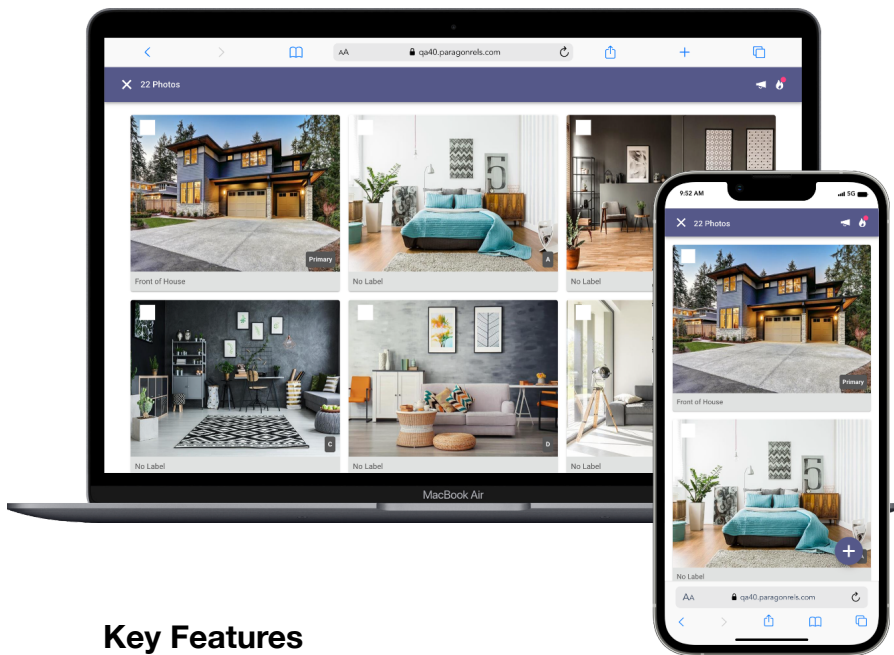 AA
qa40.paragonrels.com
22 Photos
Primary
Front of House
A
No Label
No Label
C
No Label
D
No Label
No Label
MacBook Air
9:52 AM
5G
22 Photos
Primary
Front of House
No Label
AA
qa40.paragonrels.com
Key Features